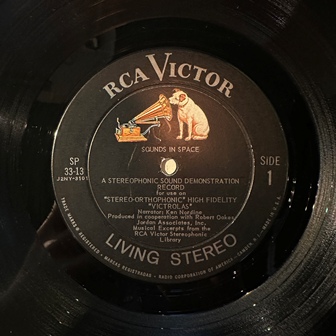 RCA VICTOR
SOUNDS IN SPACE
SP
33-13
SIDE
1
A STEREOPHONIC SOUND DEMONSTRATION
RECORD
for use on
"STEREO-ORTHOPHONIC" HIGH FIDELITY
"VICTROLAS"
Narrator: Ken Nordine
Produced in cooperation with Robert Oakes
Jordan Associates, Inc.
Musical Excerpts from the
RCA Victor Stereophonic
Library
LIVING STEREO